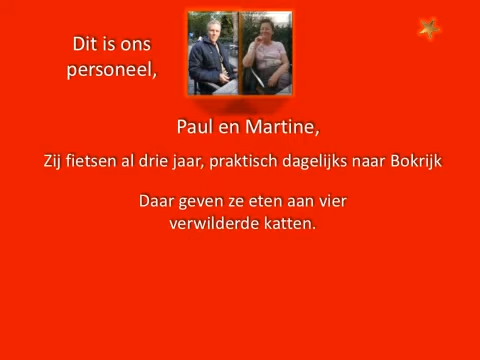 Dit is ons
personeel,
Paul en Martine,
Zij fietsen al drie jaar, praktisch dagelijks naar Bokrijk
Daar geven ze eten aan vier
verwilderde katten.